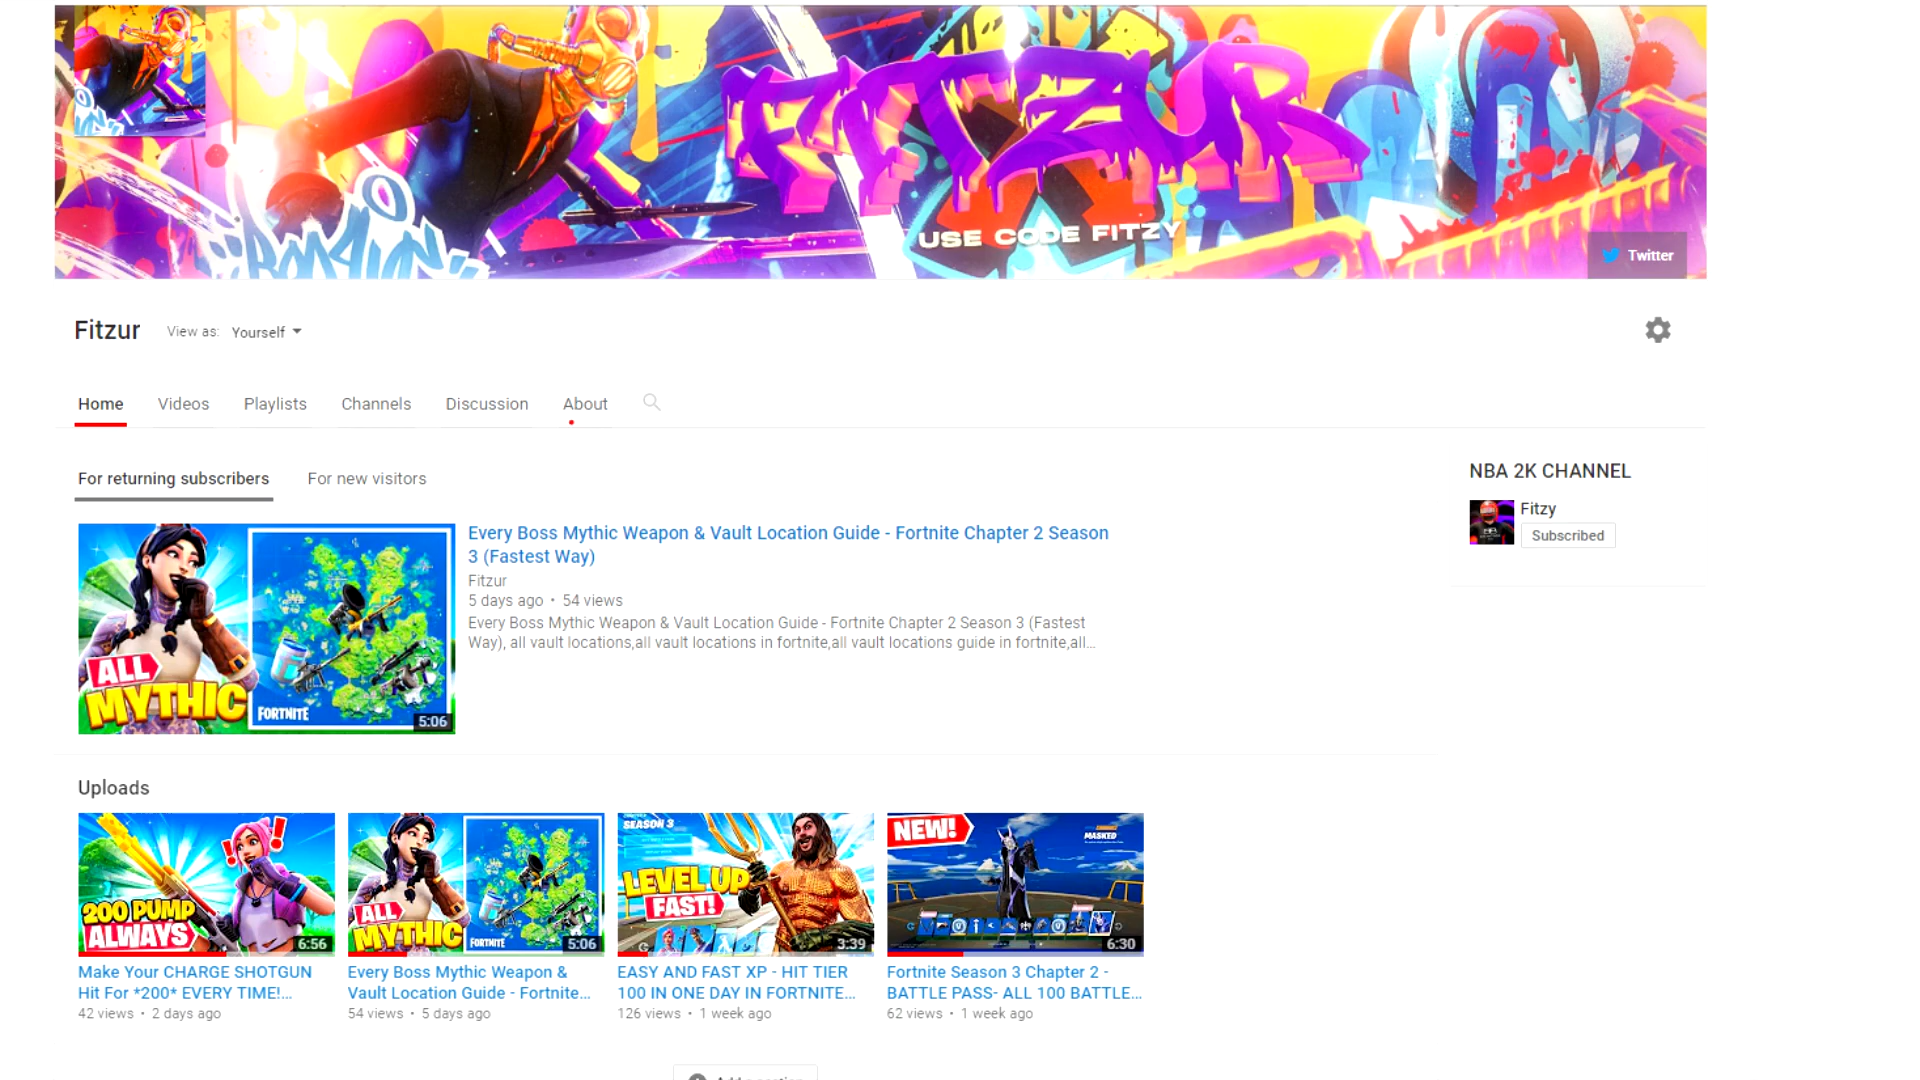 FITZUR
USE CODE FITZY
Twitter
Fitzur View as: Yourself
Home Videos Playlists Channels Discussion About
For returning subscribers For new visitors
NBA 2K CHANNEL
Fitzy
Subscribed
ALL
MYTHIC
FORTNITE
5:06
Every Boss Mythic Weapon & Vault Location Guide - Fortnite Chapter 2 Season
3 (Fastest Way)
Fitzur
5 days ago • 54 views
Every Boss Mythic Weapon & Vault Location Guide - Fortnite Chapter 2 Season 3 (Fastest
Way), all vault locations,all vault locations in fortnite,all vault locations guide in fortnite,all...
Uploads
200 PUMP
ALWAYS
6:56
Make Your CHARGE SHOTGUN
Hit For *200* EVERY TIME!...
42 views • 2 days ago
ALL
MYTHIC
FORTNITE
5:06
Every Boss Mythic Weapon &
Vault Location Guide - Fortnite...
54 views • 5 days ago
SEASON 3
LEVEL UP
FAST!
3:39
EASY AND FAST XP - HIT TIER
100 IN ONE DAY IN FORTNITE...
126 views • 1 week ago
NEW!
MASKED
6:30
Fortnite Season 3 Chapter 2 -
BATTLE PASS- ALL 100 BATTLE...
62 views • 1 week ago